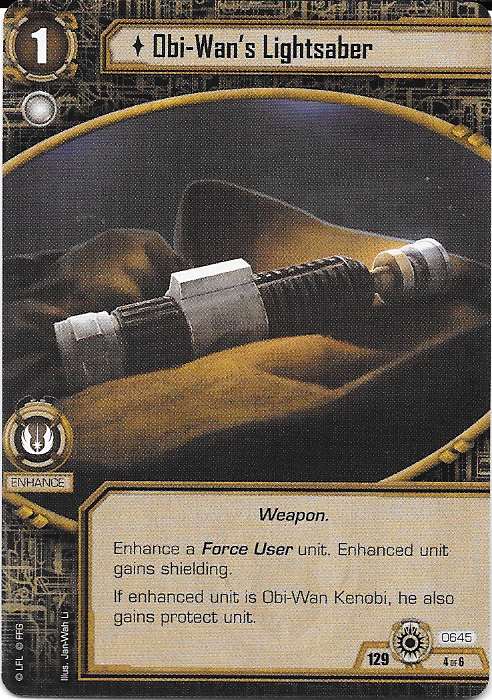 1
Obi-Wan's Lightsaber
ENHANCE
Weapon.
Enhance a Force User unit. Enhanced unit
gains shielding.
If enhanced unit is Obi-Wan Kenobi, he also
gains protect unit.
© LFL © FFG
Illus. Jan-Wah Li
129
4 OF 6
0645